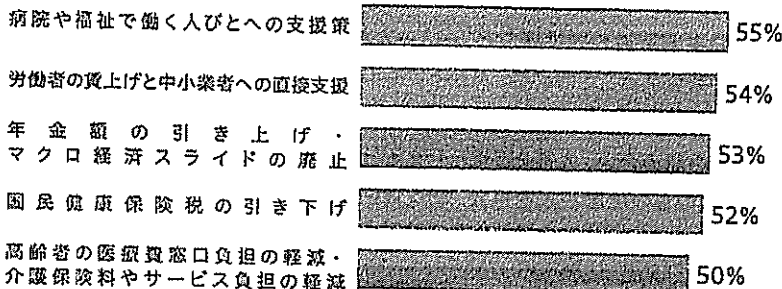 病院や福祉で働く人びとへの支援策
55%
労働者の賃上げと中小業者への直接支援
54%
年金額の引き上げ・
マクロ経済スライドの廃止
53%
国民健康保険税の引き下げ
52%
高齢者の医療費窓口負担の軽減・
介護保険料やサービス負担の軽減
50%